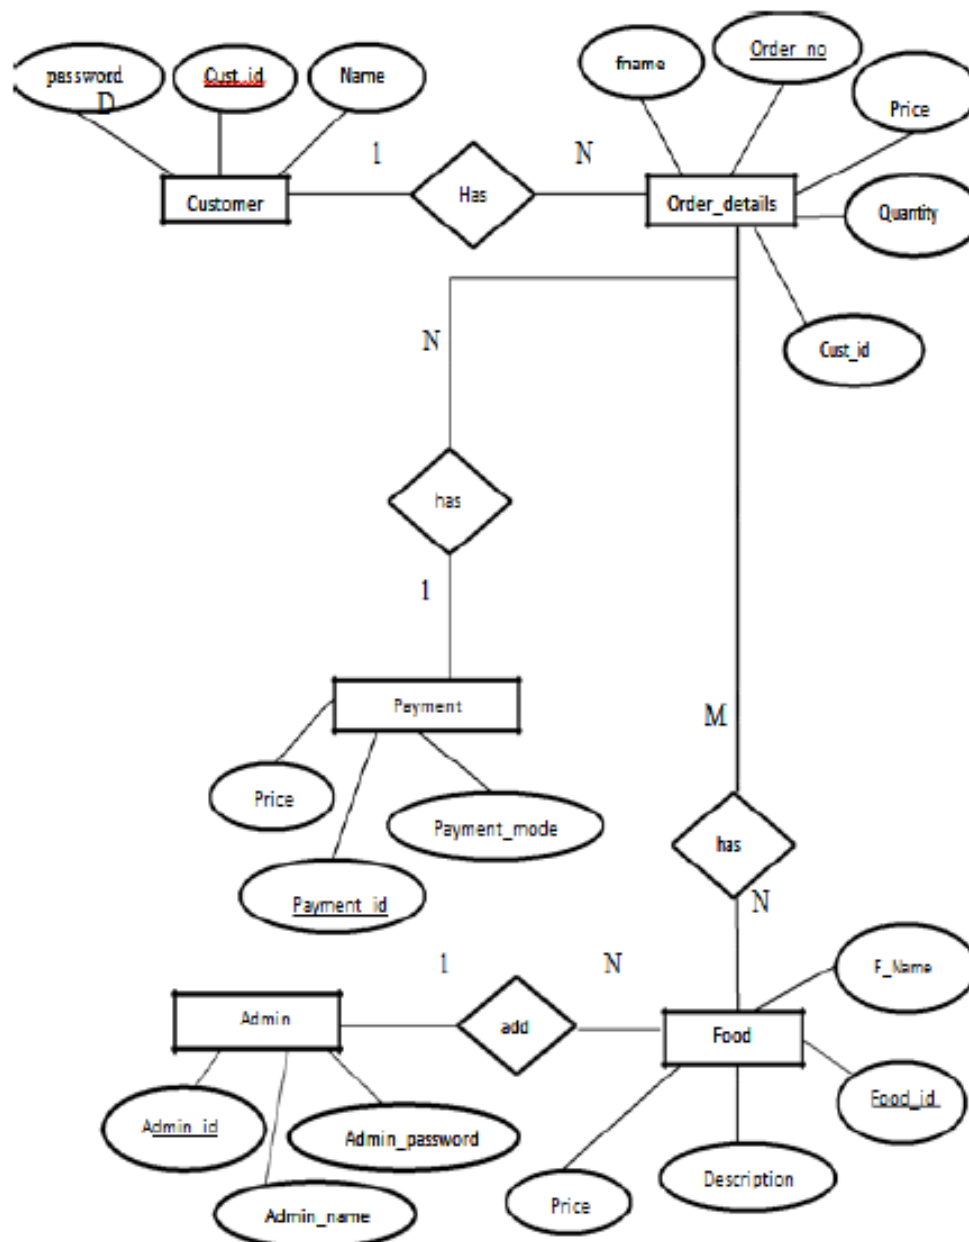 password
D
Cust_id
Name
fname
Order_no
Price
1
N
Customer
Has
Order_details
Quantity
Cust_id
N
has
1
Payment
M
Price
Payment_mode
has
Payment_id
N
1
N
F_Name
Admin
add
Food
Admin_id
Admin_password
Food_id
Description
Price
Admin_name